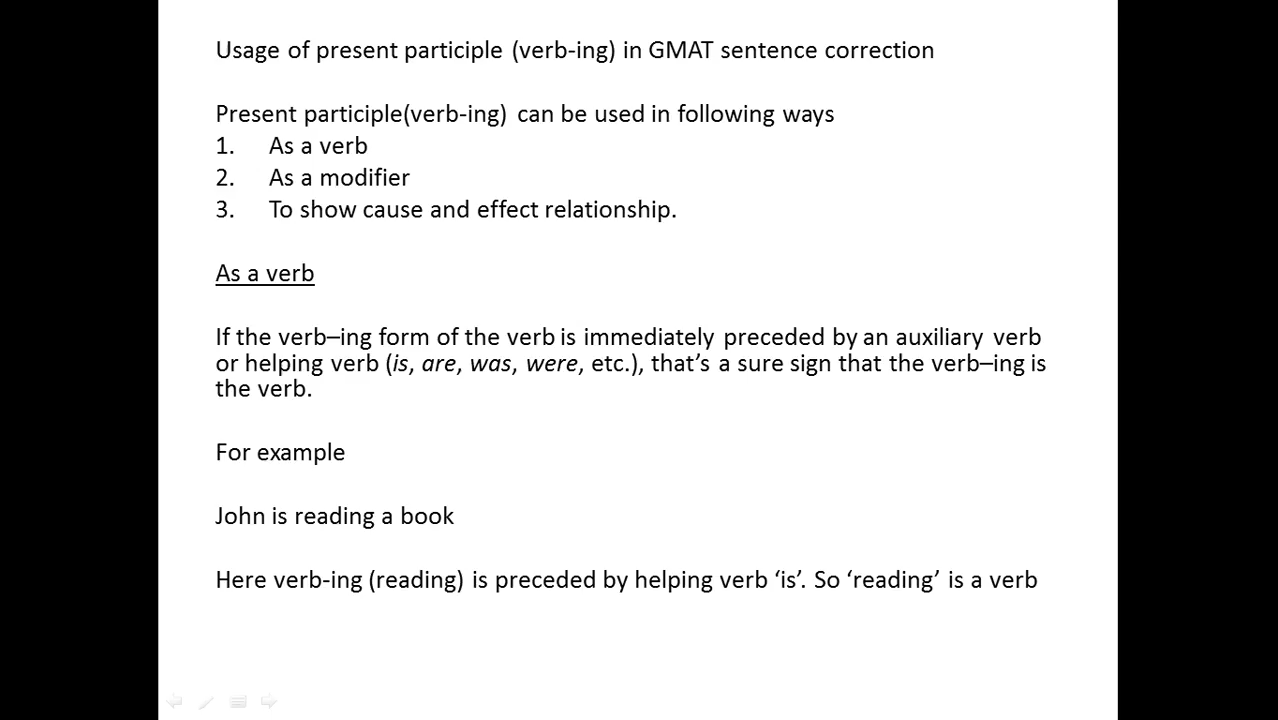 Usage of present participle (verb-ing) in GMAT sentence correction
Present participle(verb-ing) can be used in following ways
1. As a verb
2. As a modifier
3. To show cause and effect relationship.
As a verb
If the verb–ing form of the verb is immediately preceded by an auxiliary verb
or helping verb (is, are, was, were, etc.), that’s a sure sign that the verb–ing is
the verb.
For example
John is reading a book
Here verb-ing (reading) is preceded by helping verb ‘is’. So ‘reading’ is a verb